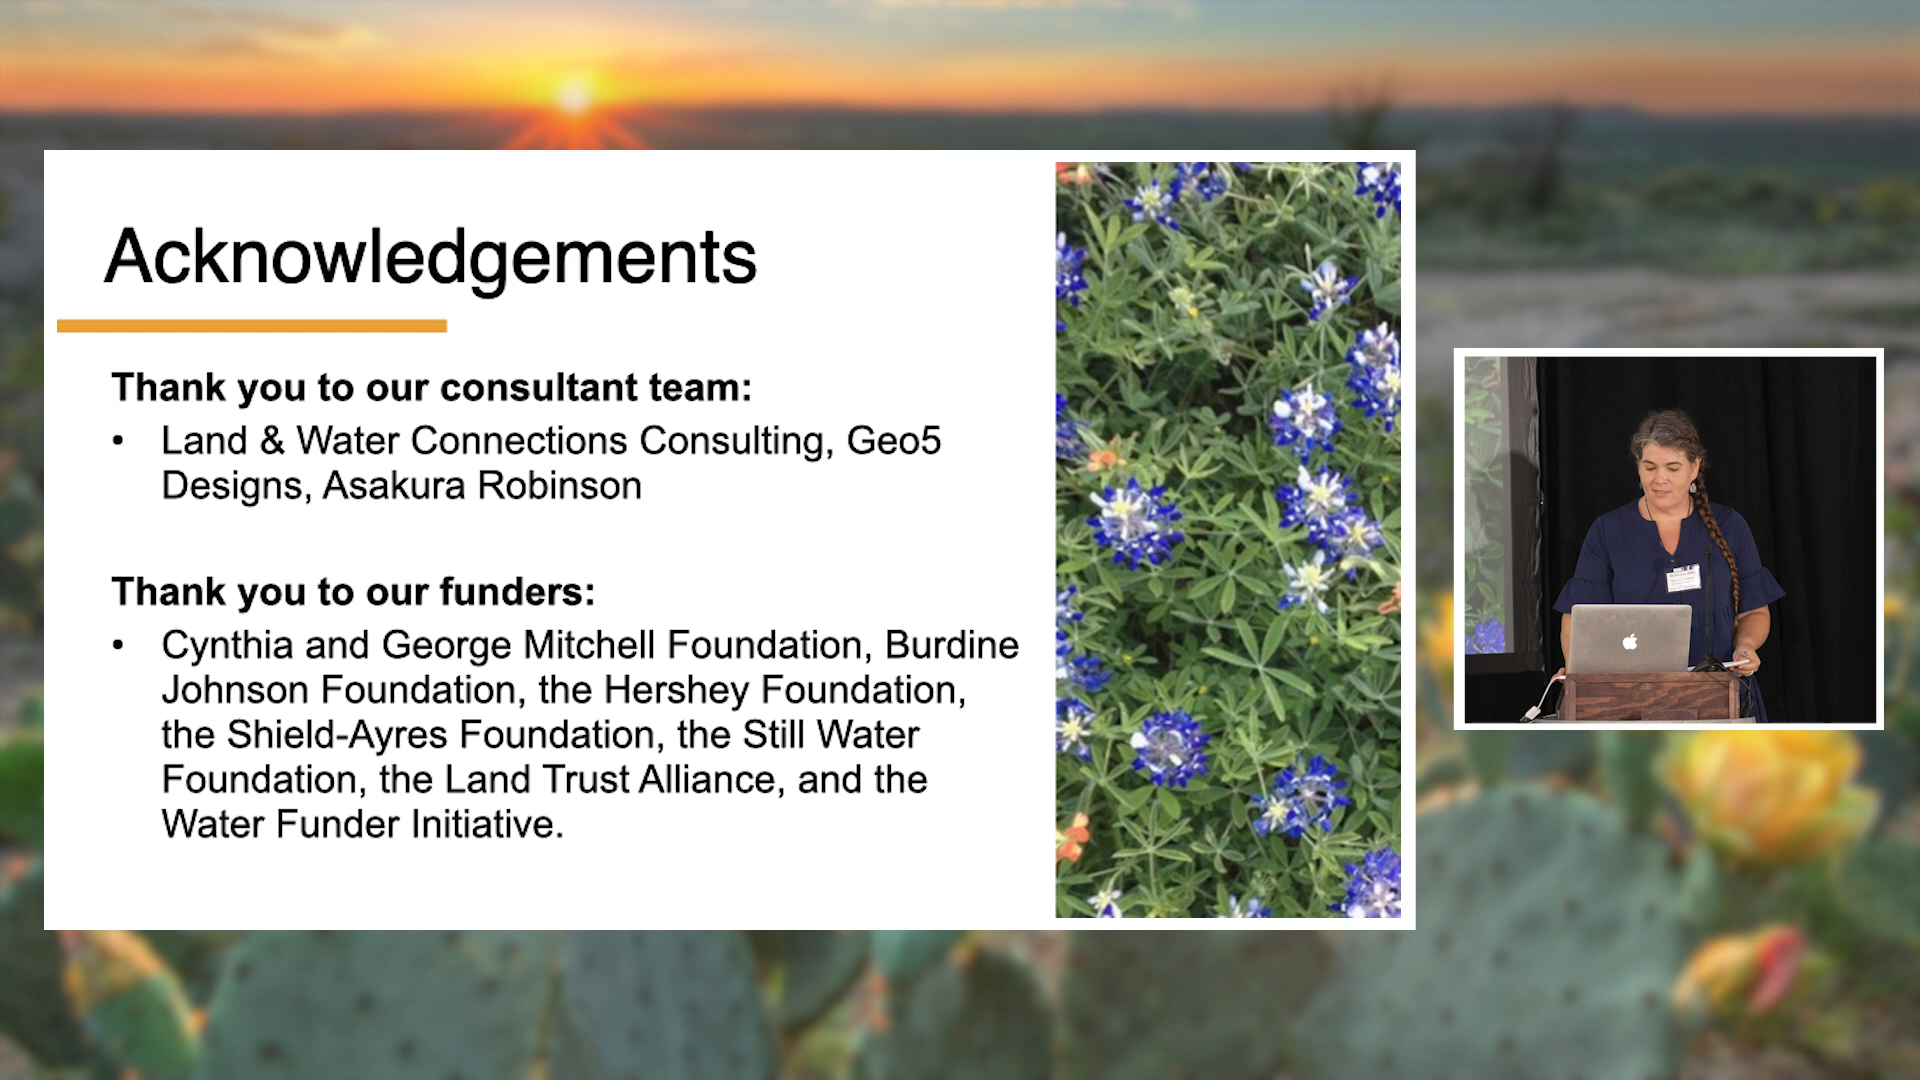 Acknowledgements
Thank you to our consultant team:
• Land & Water Connections Consulting, Geo5
Designs, Asakura Robinson
Thank you to our funders:
• Cynthia and George Mitchell Foundation, Burdine
Johnson Foundation, the Hershey Foundation,
the Shield-Ayres Foundation, the Still Water
Foundation, the Land Trust Alliance, and the
Water Funder Initiative.